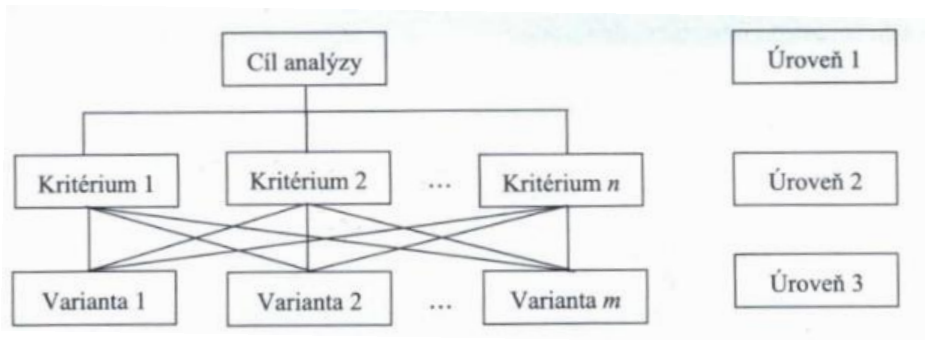 Cíl analýzy
Úroveň 1
Kritérium 1
Kritérium 2
...
Kritérium n
Úroveň 2
Varianta 1
Varianta 2
...
Varianta m
Úroveň 3